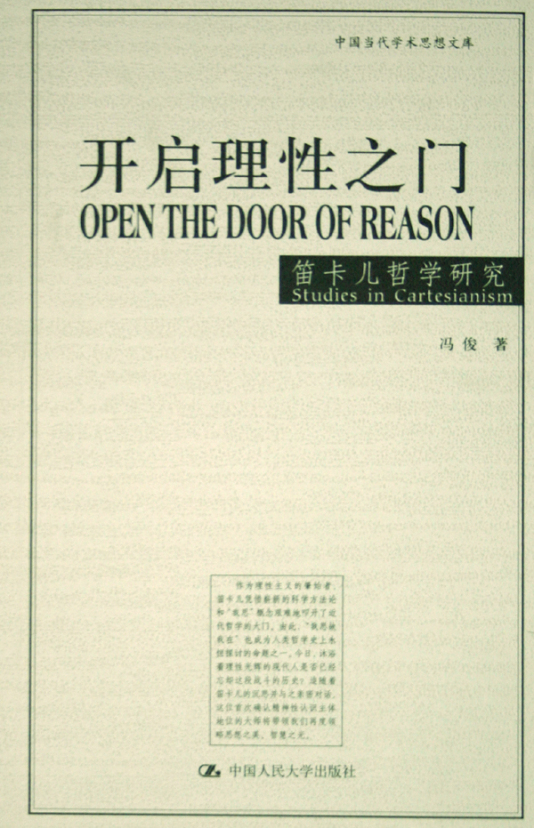 中国当代学术思想文库
开启理性之门
OPEN THE DOOR OF REASON
笛卡儿哲学研究
Studies in Cartesianism
冯俊 著
作为理性主义的肇始者,
笛卡儿凭借崭新的科学方法论
和“我思”概念艰难地叩开了近
代哲学的大门。由此,“我思故
我在”也成为人类哲学史上永
恒探讨的命题之一。今日,沐浴
着理性光辉的现代人是否已经
忘却这段战斗的历史?追随着
笛卡儿的沉思并与之亲密对话,
这位首次确认精神性认识主体
地位的大师将带领我们再度领
略思想之美、智慧之光。
中国人民大学出版社